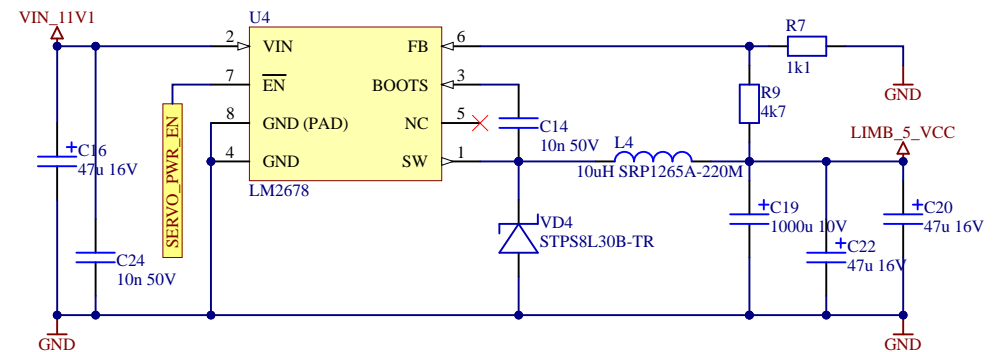 VIN_11V1
U4
2
VIN
FB
6
R7
1k1
7
EN
BOOTS
3
GND
R9
4k7
8
GND (PAD)
NC
5
C14
10n 50V
LIMB_5_VCC
4
GND
SW
1
L4
10uH SRP1265A-220M
LM2678
C16
47u 16V
SERVO_PWR_EN
VD4
STPS8L30B-TR
C19
1000u 10V
C20
47u 16V
C22
47u 16V
C24
10n 50V
GND
GND